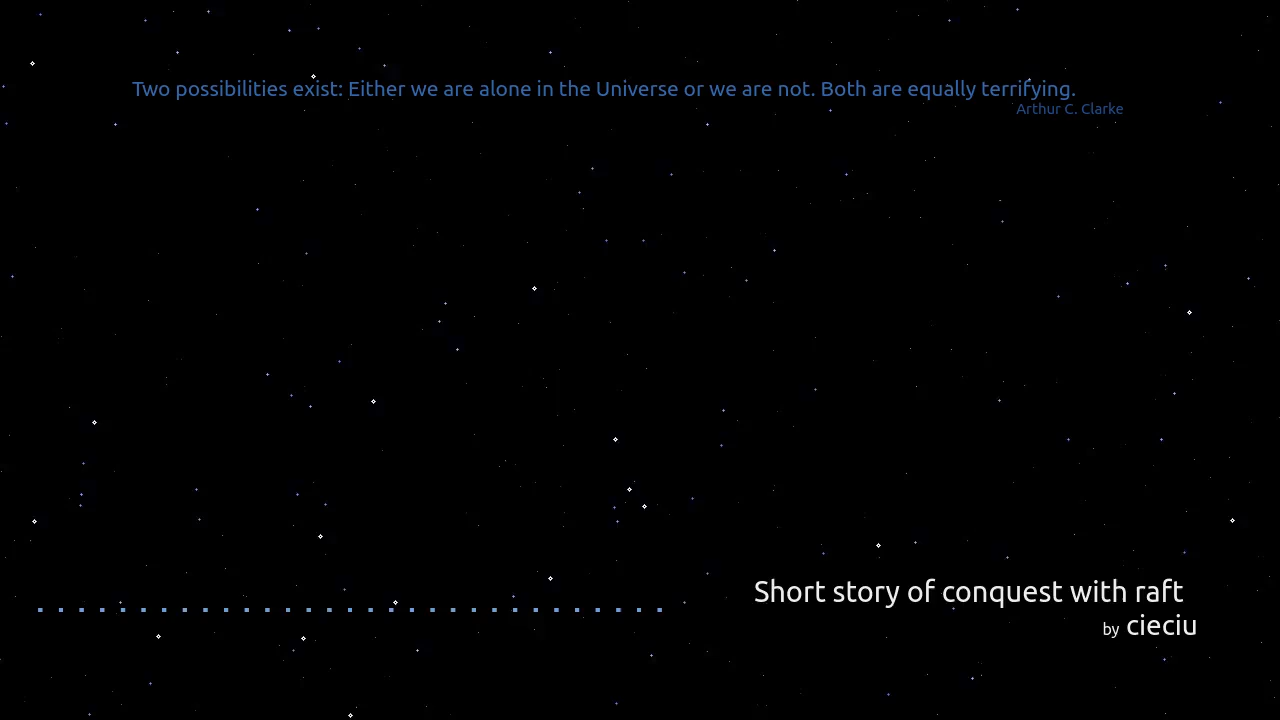 Two possibilities exist: Either we are alone in the Universe or we are not. Both are equally terrifying.
Arthur C. Clarke
Short story of conquest with raft
by cieciu